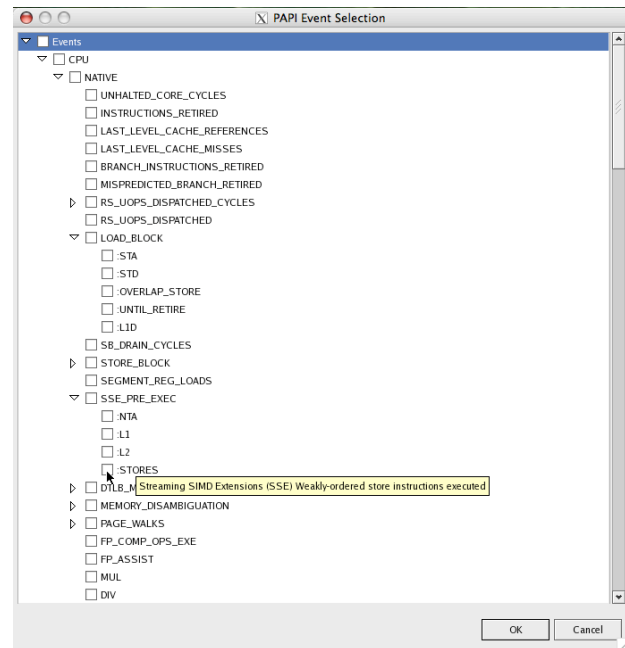 PAPI Event Selection
Events
CPU
NATIVE
UNHALTED_CORE_CYCLES
INSTRUCTIONS_RETIRED
LAST_LEVEL_CACHE_REFERENCES
LAST_LEVEL_CACHE_MISSES
BRANCH_INSTRUCTIONS_RETIRED
MISPREDICTED_BRANCH_RETIRED
RS_UOPS_DISPATCHED_CYCLES
RS_UOPS_DISPATCHED
LOAD_BLOCK
:STA
:STD
:OVERLAP_STORE
:UNTIL_RETIRE
:L1D
SB_DRAIN_CYCLES
STORE_BLOCK
SEGMENT_REG_LOADS
SSE_PRE_EXEC
:NTA
:L1
:L2
:STORES
Streaming SIMD Extensions (SSE) Weakly-ordered store instructions executed
MEMORY_DISAMBIGUATION
PAGE_WALKS
FP_COMP_OPS_EXE
FP_ASSIST
MUL
DIV
OK Cancel